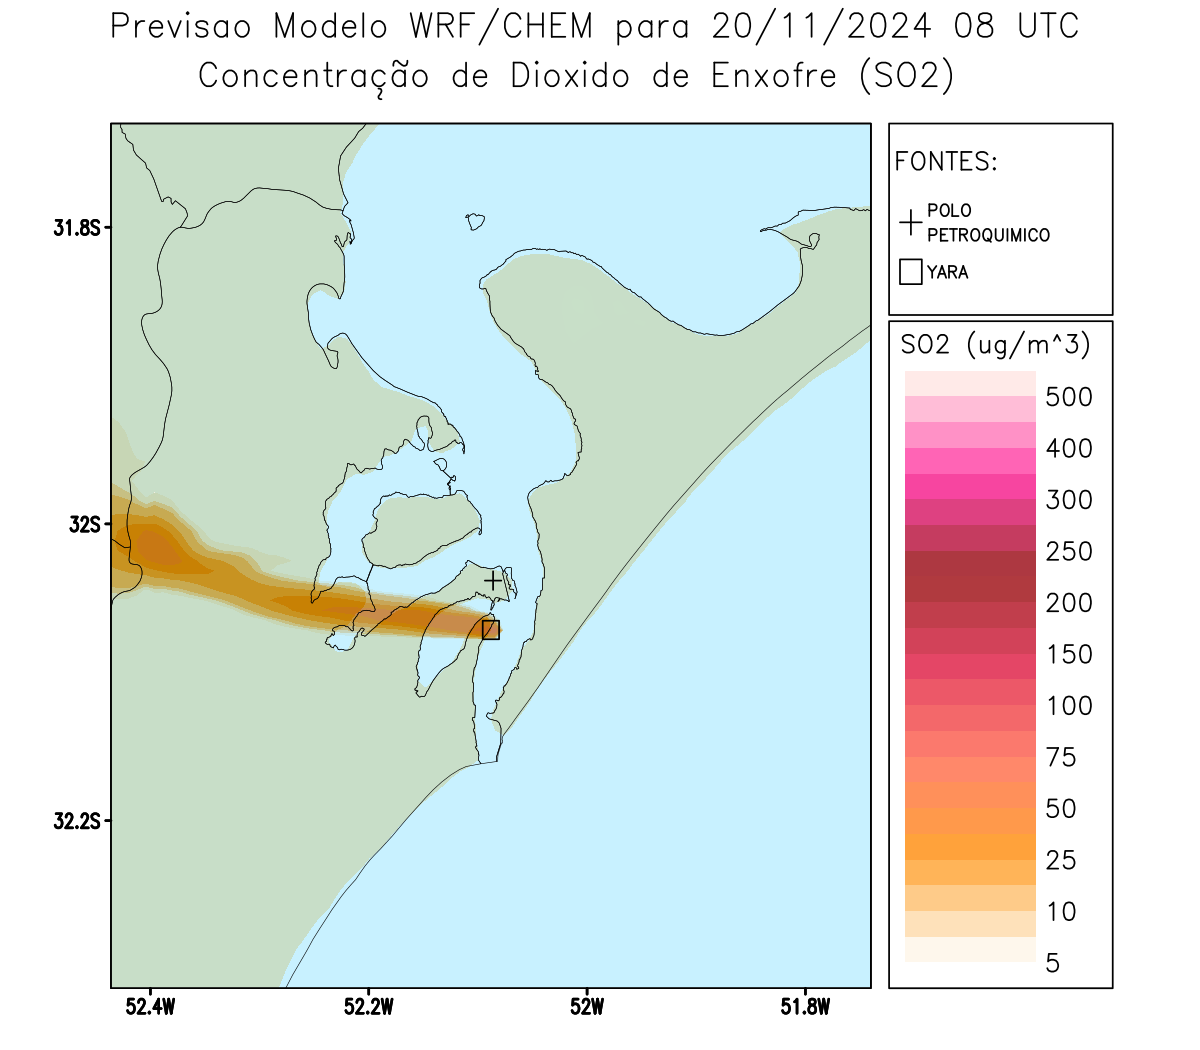 Previsao Modelo WRF/CHEM para 20/11/2024 08 UTC
Concentração de Dioxido de Enxofre (SO2)
FONTES:
POLO
PETROQUIMICO
YARA
31.8S
32S
32.2S
52.4W
52.2W
52W
51.8W
SO2 (ug/m^3)
500
400
300
250
200
150
100
75
50
25
10
5